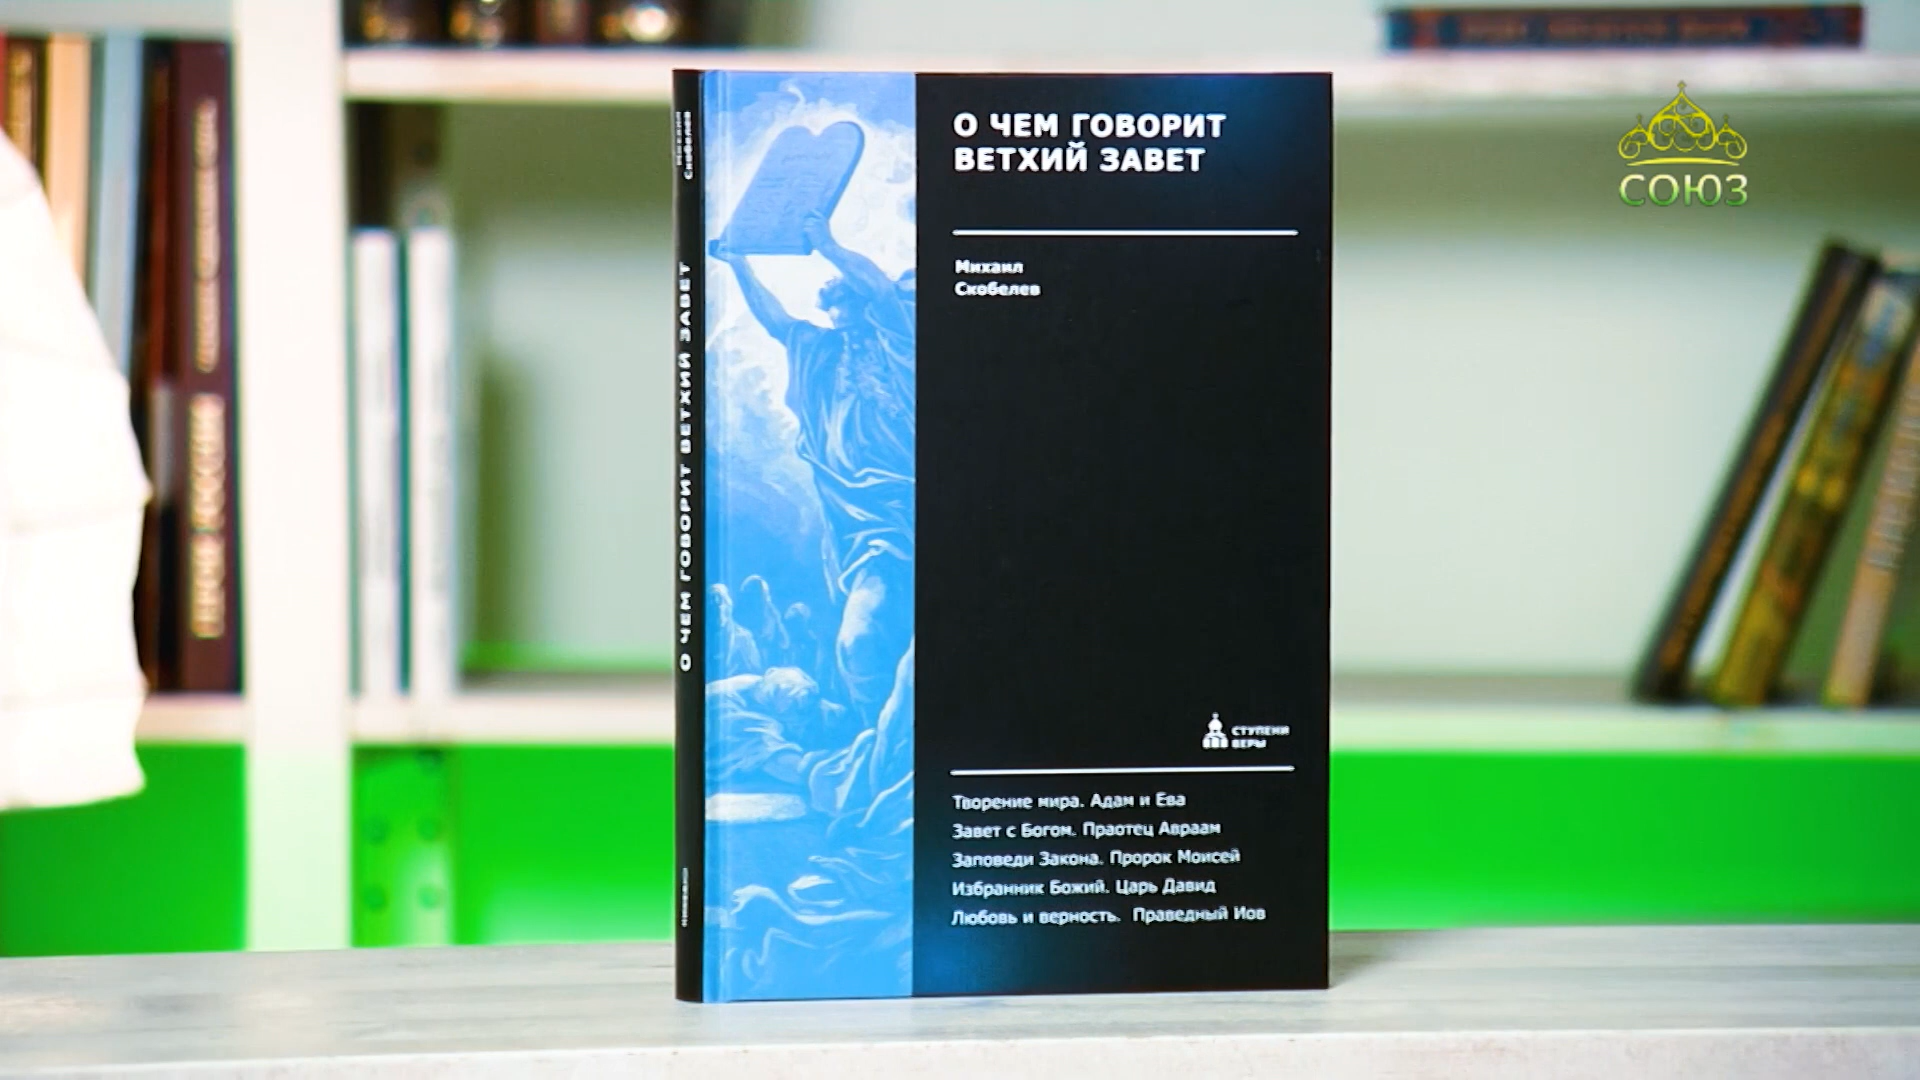 О ЧЕМ ГОВОРИТ
ВЕТХИЙ ЗАВЕТ
Михаил
Скобелев
СТУПЕНИ
ВЕРЫ
Творение мира. Адам и Ева
Завет с Богом. Праотец Авраам
Заповеди Закона. Пророк Моисей
Избранник Божий. Царь Давид
Любовь и верность. Праведный Иов
Михаил
Скобелев
О ЧЕМ ГОВОРИТ ВЕТХИЙ ЗАВЕТ
СОЮЗ